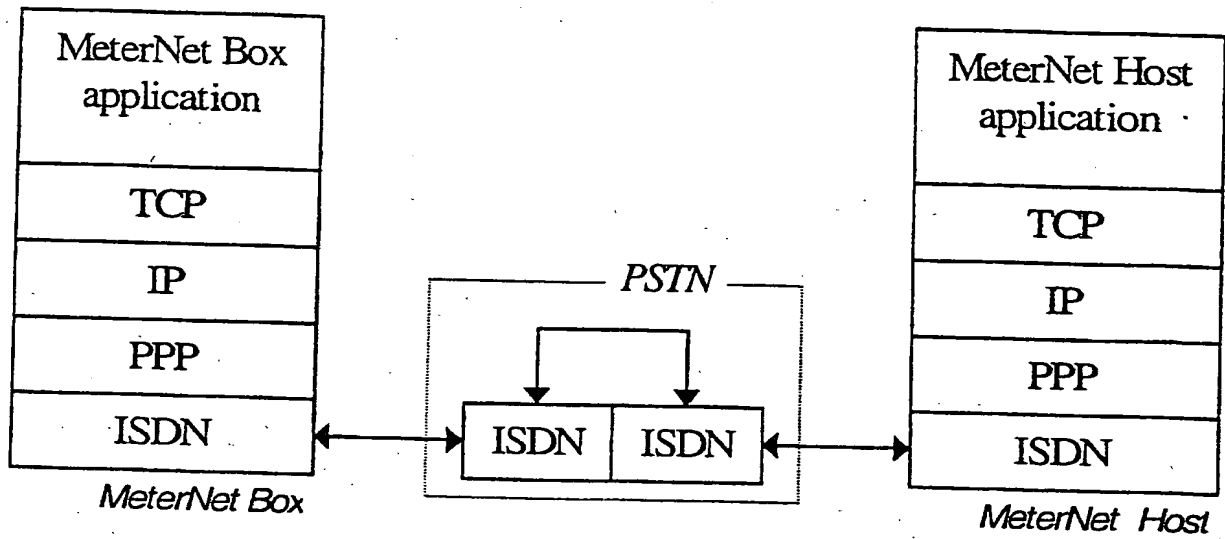 MeterNet Box
application
TCP
IP
PPP
ISDN
MeterNet Box
PSTN
ISDN ISDN
MeterNet Host
application
TCP
IP
PPP
ISDN
MeterNet Host